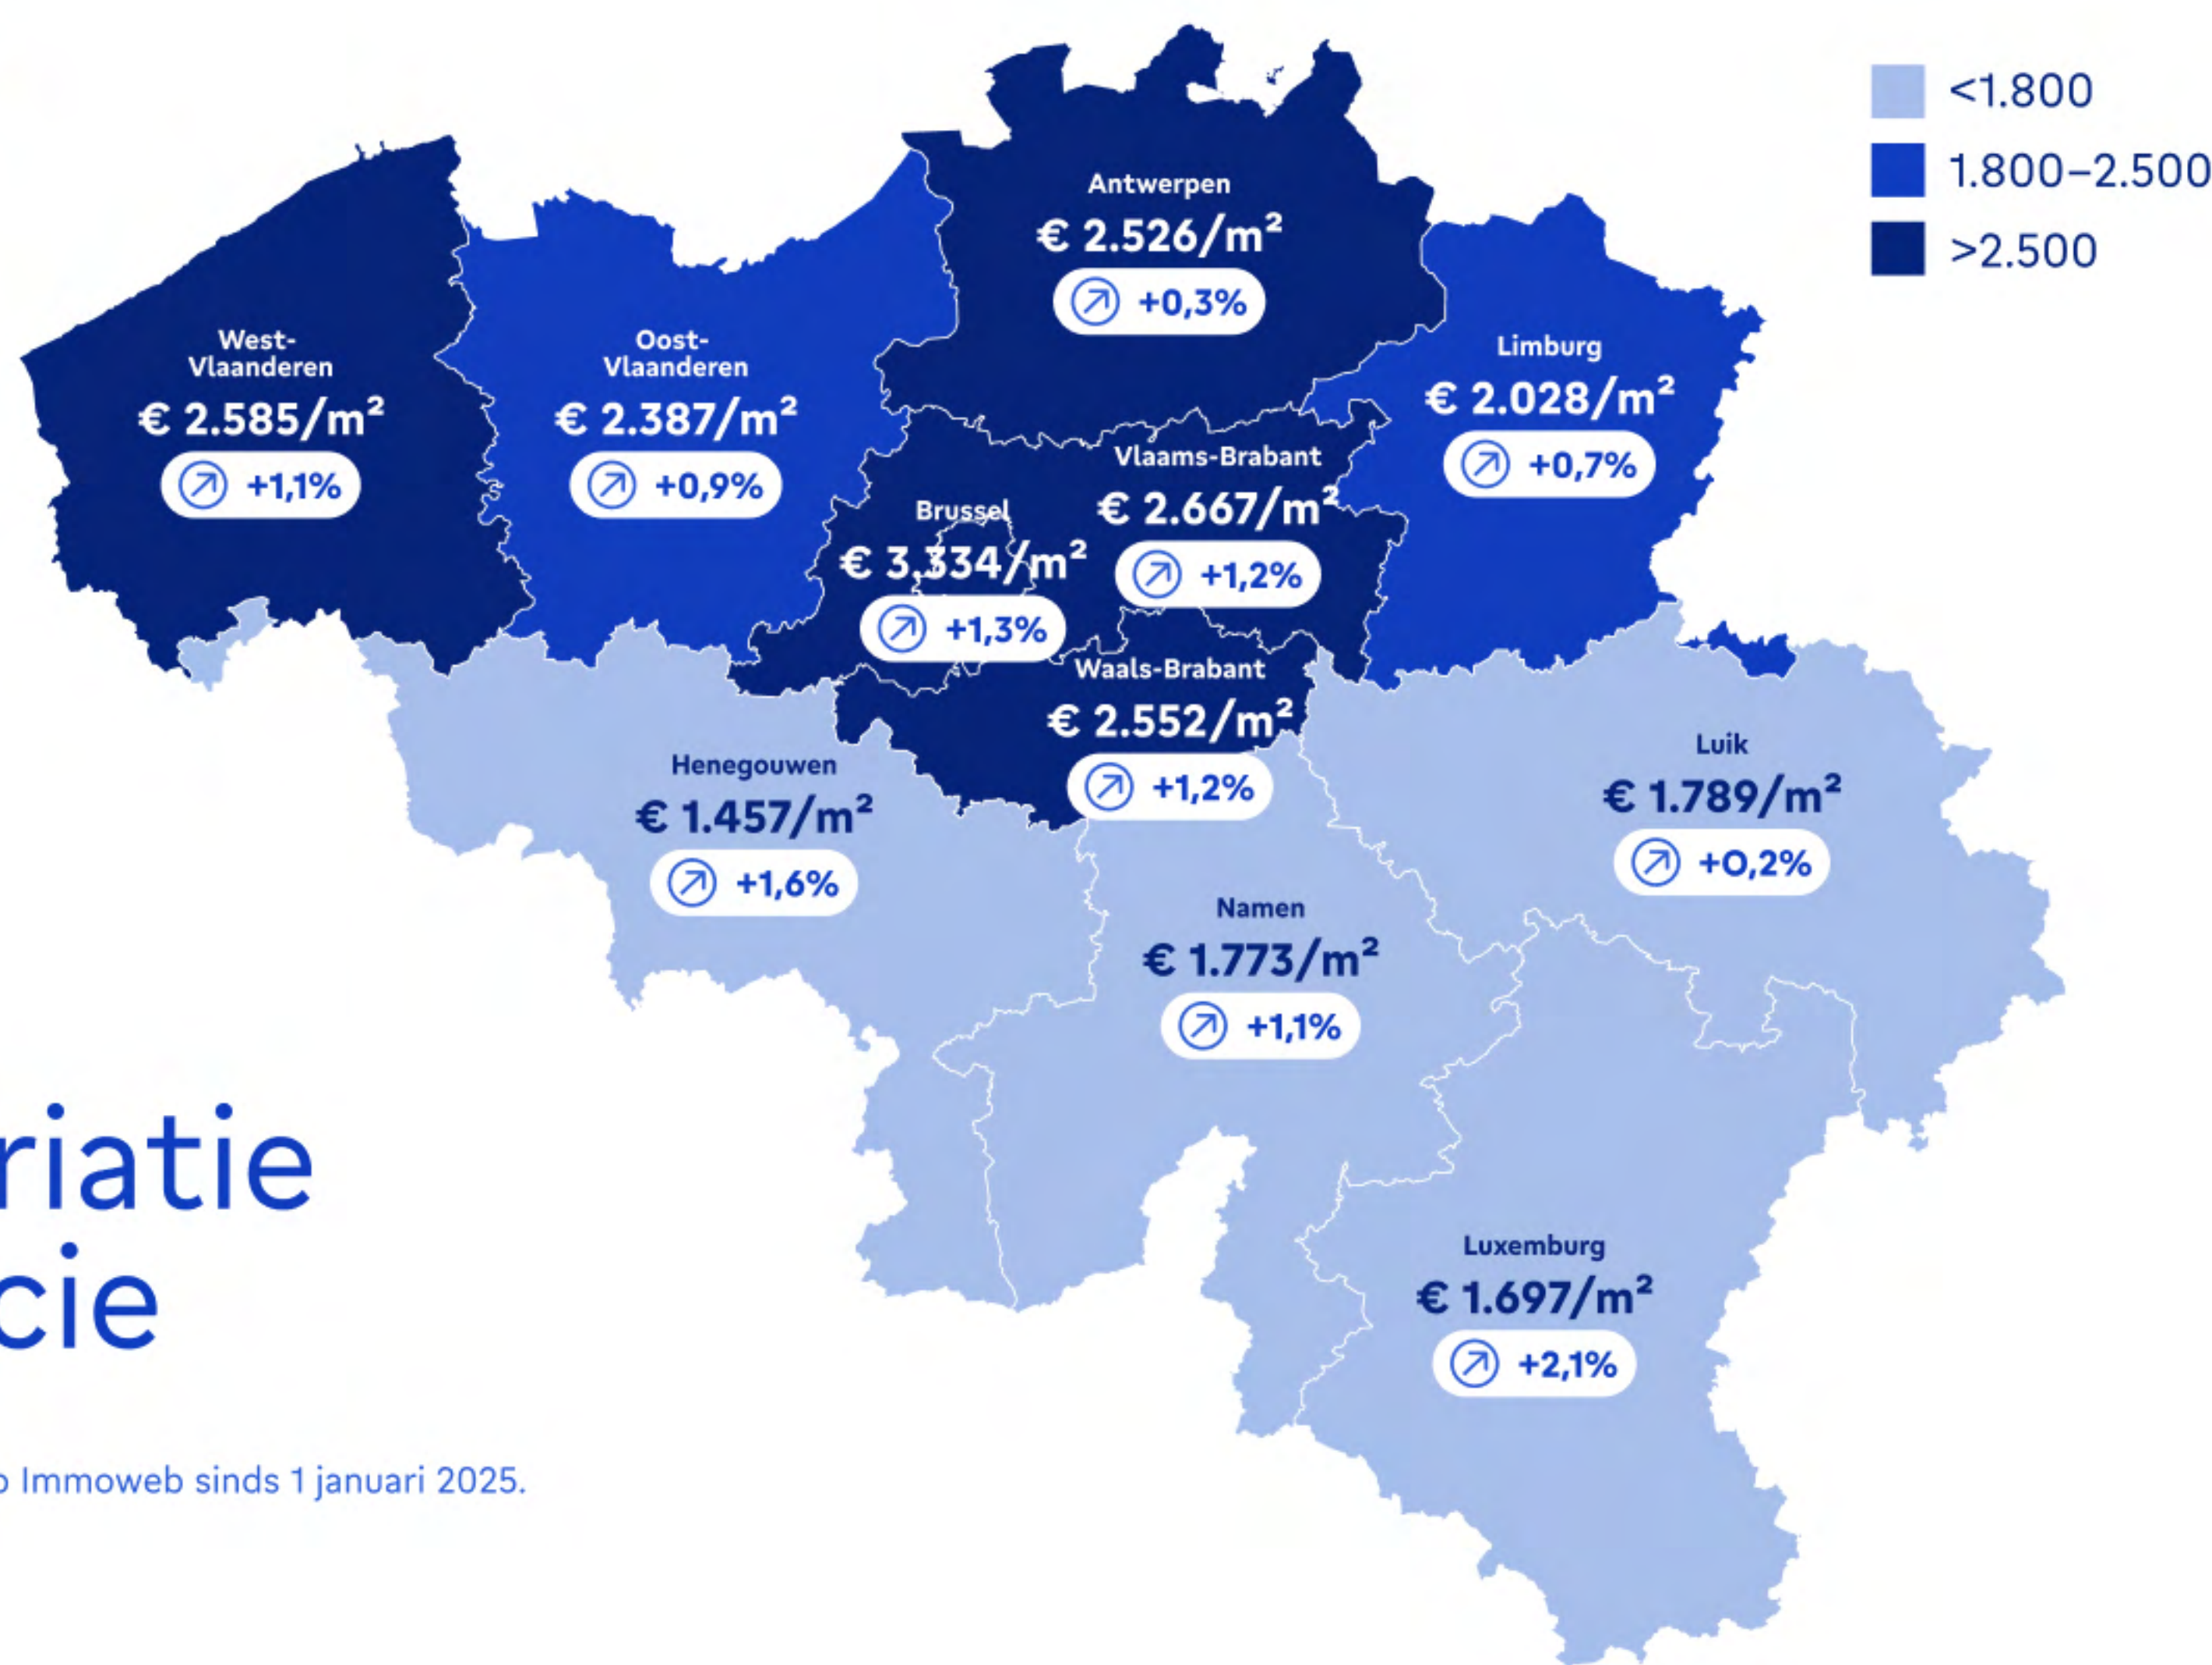 <1.800
1.800–2.500
>2.500
Antwerpen
€ 2.526/m²
+0,3%
West-
Vlaanderen
€ 2.585/m²
+1,1%
Oost-
Vlaanderen
€ 2.387/m²
+0,9%
Limburg
€ 2.028/m²
+0,7%
Vlaams-Brabant
€ 2.667/m²
+1,2%
Brussel
€ 3.334/m²
+1,3%
Waals-Brabant
€ 2.552/m²
+1,2%
Henegouwen
€ 1.457/m²
+1,6%
Luik
€ 1.789/m²
+0,2%
Namen
€ 1.773/m²
+1,1%
Luxemburg
€ 1.697/m²
+2,1%
riatie
cie
Immoweb sinds 1 januari 2025.